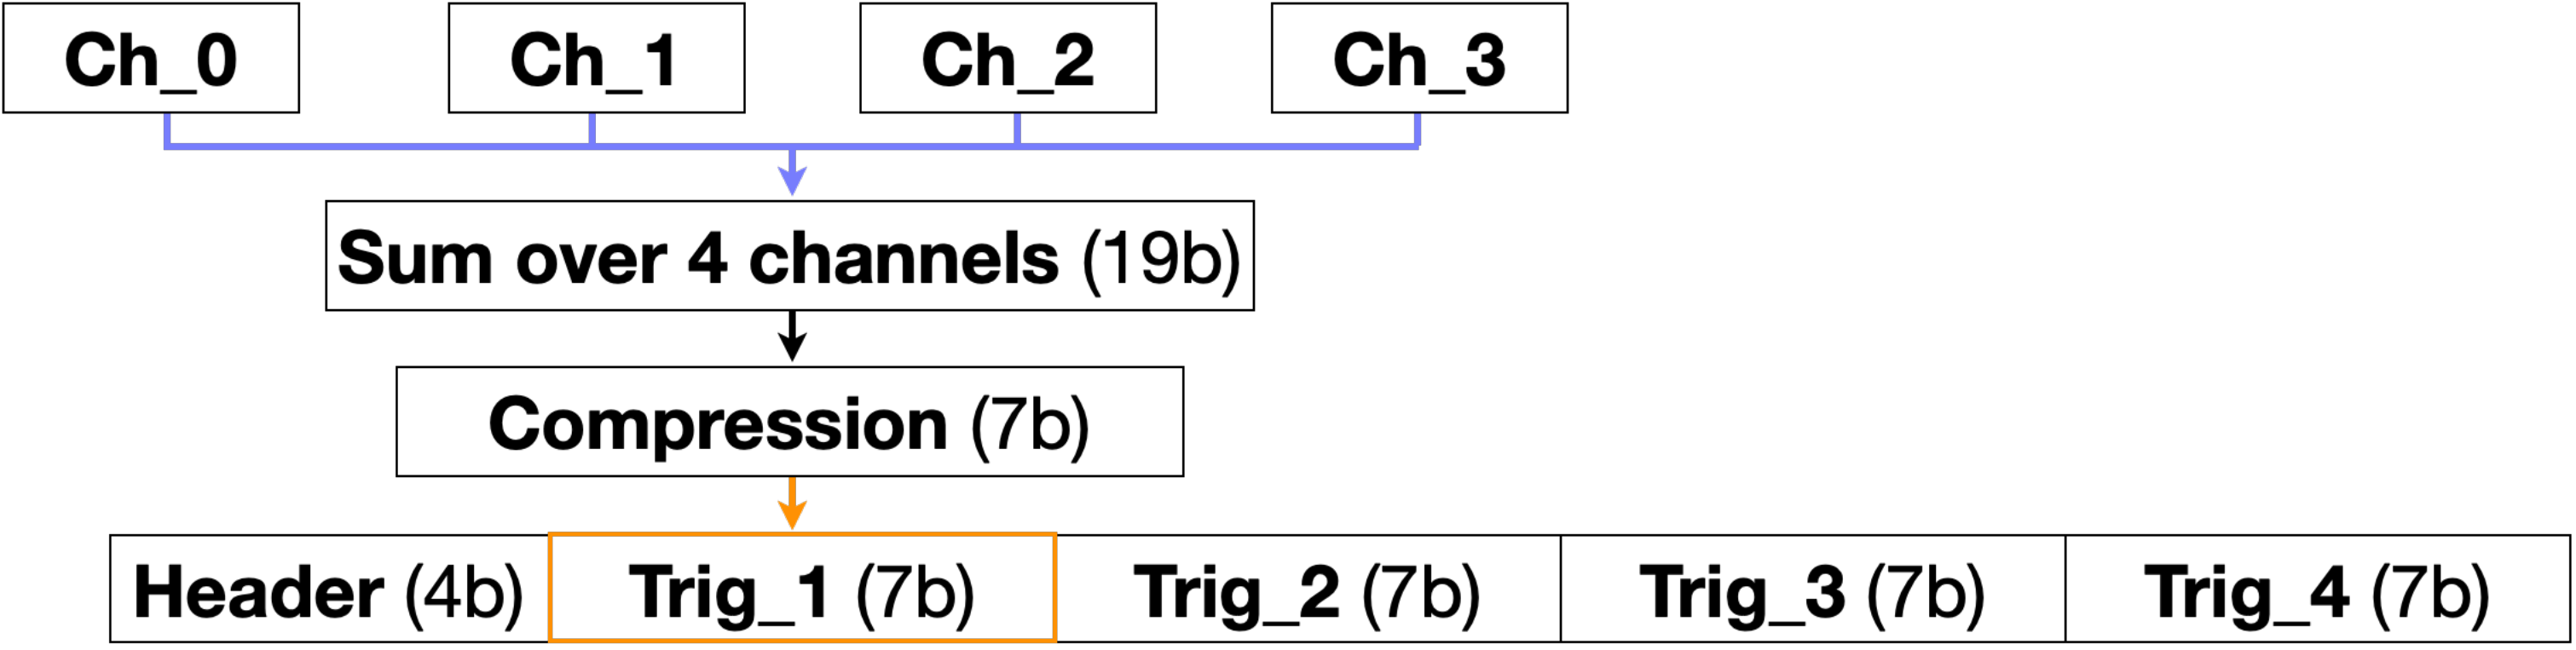 Ch_0 Ch_1 Ch_2 Ch_3
Sum over 4 channels (19b)
Compression (7b)
Header (4b) Trig_1 (7b) Trig_2 (7b) Trig_3 (7b) Trig_4 (7b)